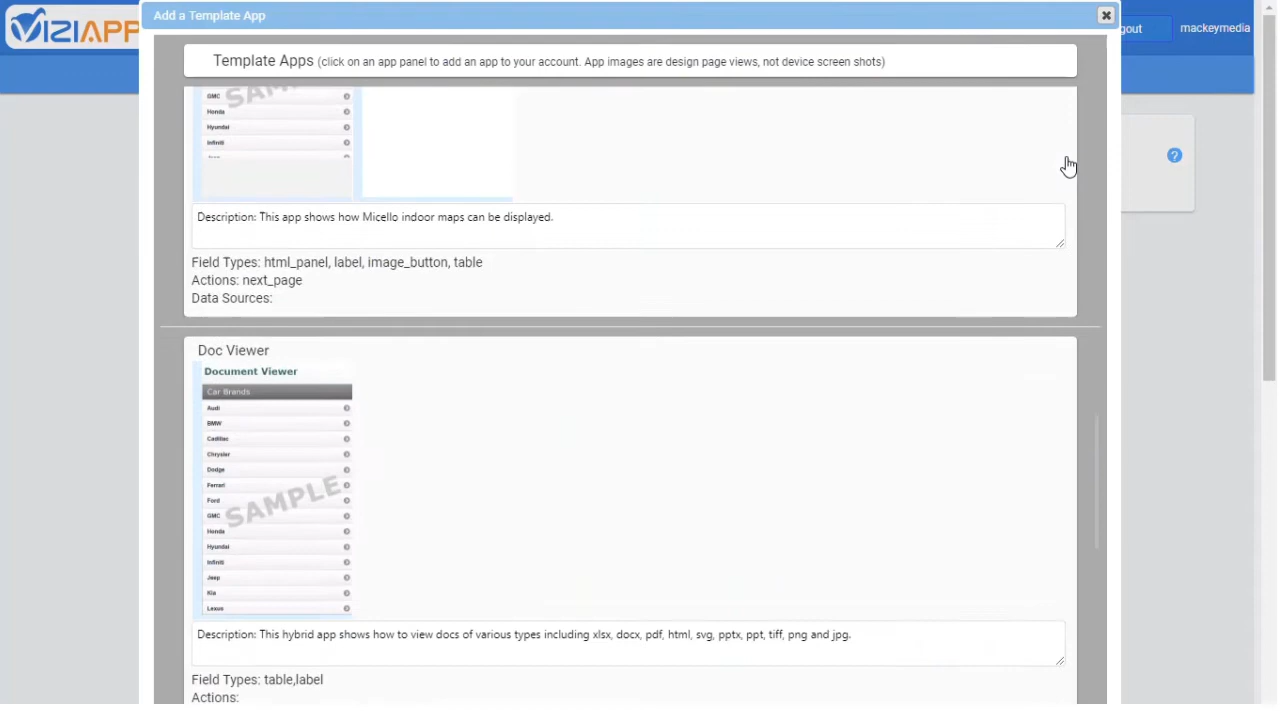 Add a Template App
VIZIAPP
gout
mackeymedia
Template Apps (click on an app panel to add an app to your account. App images are design page views, not device screen shots)
GMC
Honda
Hyundai
Infiniti
SAMPLE
Description: This app shows how Micello indoor maps can be displayed.
Field Types: html_panel, label, image_button, table
Actions: next_page
Data Sources:
Doc Viewer
Document Viewer
Car Brands
Audi
BMW
Cadillac
Chrysler
Dodge
Ferrari
Ford
GMC
Honda
Hyundai
Infiniti
Jeep
Kia
Lexus
SAMPLE
Description: This hybrid app shows how to view docs of various types including xlsx, docx, pdf, html, svg, pptx, ppt, tiff, png and jpg.
Field Types: table,label
Actions: